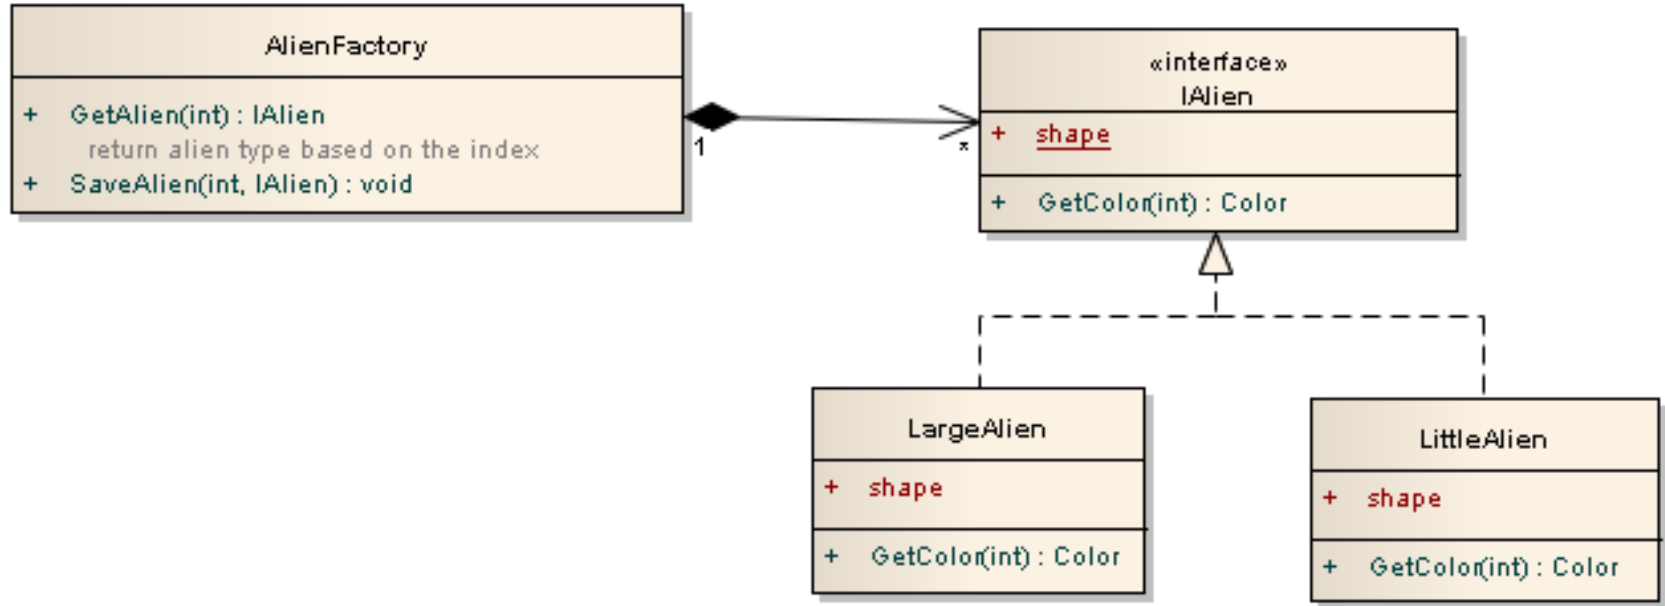 AlienFactory
+ GetAlien(int) : IAlien
return alien type based on the index
+ SaveAlien(int, IAlien) : void
1
*
«interface»
IAlien
+ shape
+ GetColor(int) : Color
LargeAlien
+ shape
+ GetColor(int) : Color
LittleAlien
+ shape
+ GetColor(int) : Color